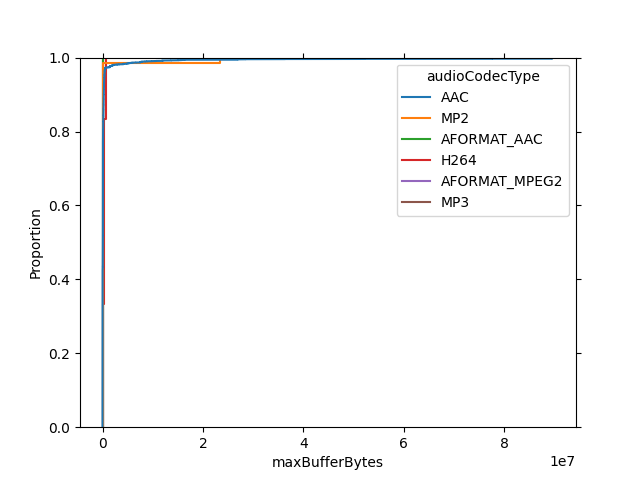 1.0
0.8
0.6
0.4
0.2
0.0
Proportion
audioCodecType
AAC
MP2
AFORMAT_AAC
H264
AFORMAT_MPEG2
MP3
0 2 4 6 8
1e7
maxBufferBytes